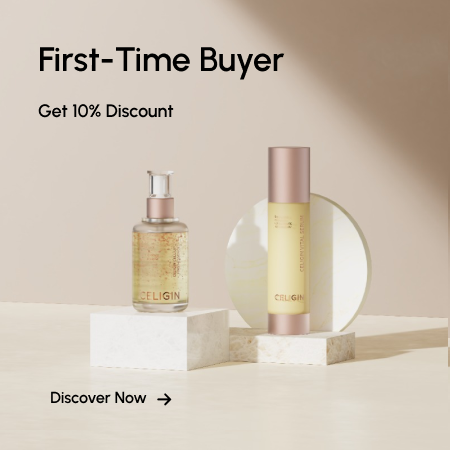 First-Time Buyer
Get 10% Discount
CELIGIN
CELIGIN
Discover Now →